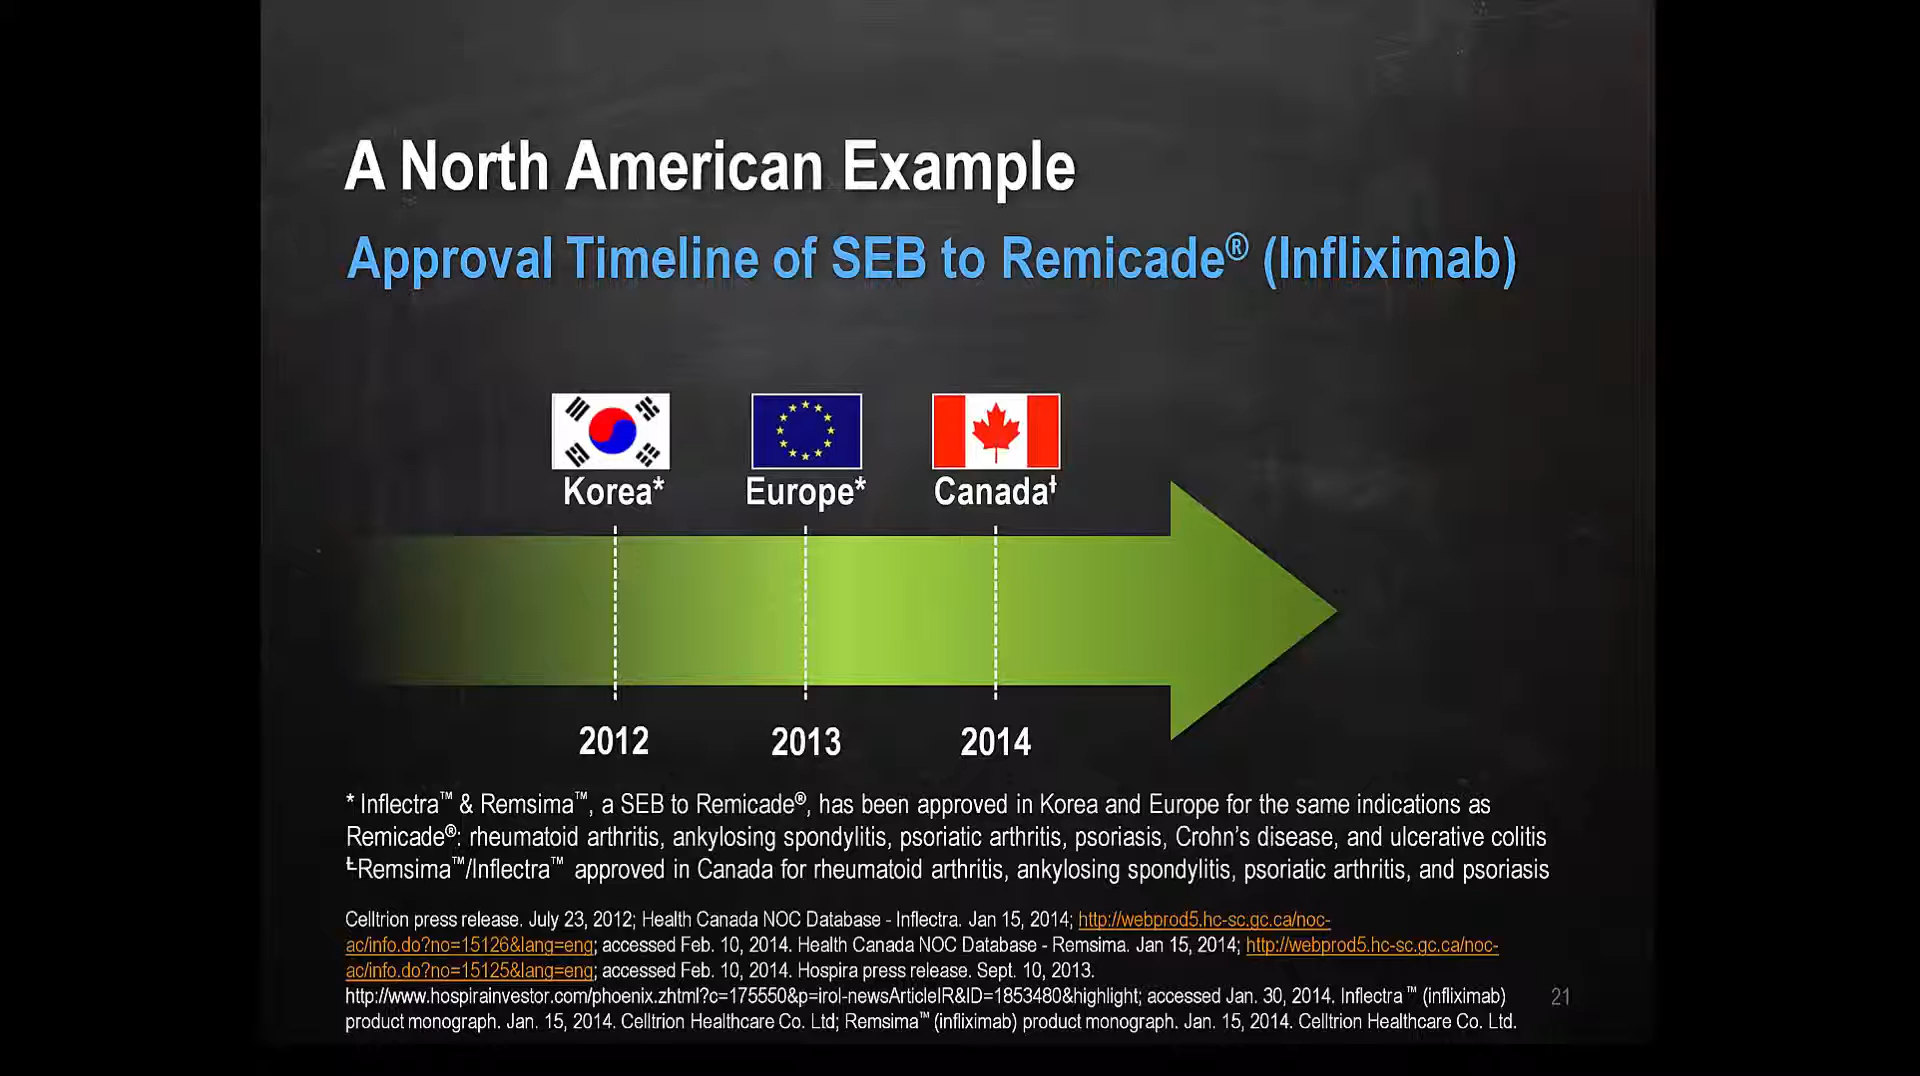 A North American Example
Approval Timeline of SEB to Remicade® (Infliximab)
Korea* Europe* Canadaƚ
2012 2013 2014
* Inflectra™ & Remsima™, a SEB to Remicade®, has been approved in Korea and Europe for the same indications as
Remicade®: rheumatoid arthritis, ankylosing spondylitis, psoriatic arthritis, psoriasis, Crohn’s disease, and ulcerative colitis
ƚRemsima™/Inflectra™ approved in Canada for rheumatoid arthritis, ankylosing spondylitis, psoriatic arthritis, and psoriasis
Celltrion press release. July 23, 2012; Health Canada NOC Database - Inflectra. Jan 15, 2014; http://webprod5.hc-sc.gc.ca/noc-
ac/info.do?no=15126&lang=eng; accessed Feb. 10, 2014. Health Canada NOC Database - Remsima. Jan 15, 2014; http://webprod5.hc-sc.gc.ca/noc-
ac/info.do?no=15125&lang=eng; accessed Feb. 10, 2014. Hospira press release. Sept. 10, 2013.
http://www.hospirainvestor.com/phoenix.zhtml?c=175550&p=irol-newsArticleIR&ID=1853480&highlight; accessed Jan. 30, 2014. Inflectra™ (infliximab)
product monograph. Jan. 15, 2014. Celltrion Healthcare Co. Ltd; Remsima™ (infliximab) product monograph. Jan. 15, 2014. Celltrion Healthcare Co. Ltd.
21